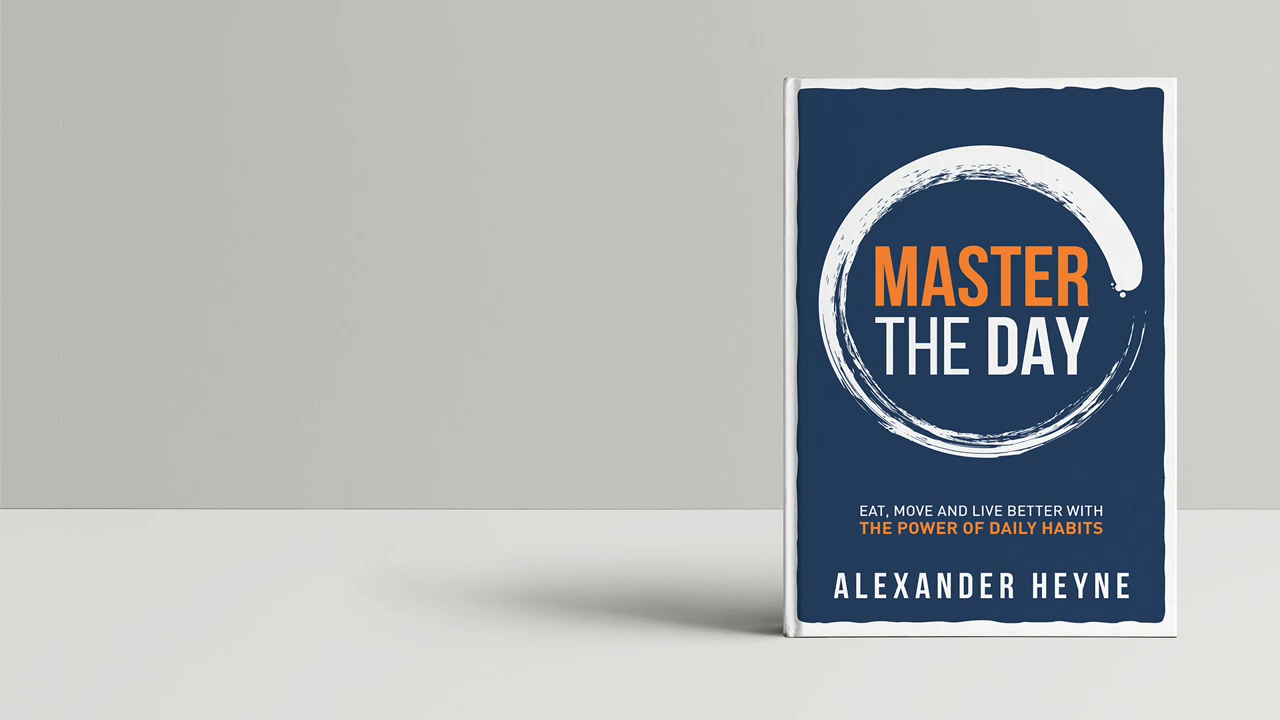 MASTER
THE DAY
EAT, MOVE AND LIVE BETTER WITH
THE POWER OF DAILY HABITS
ALEXANDER HEYNE